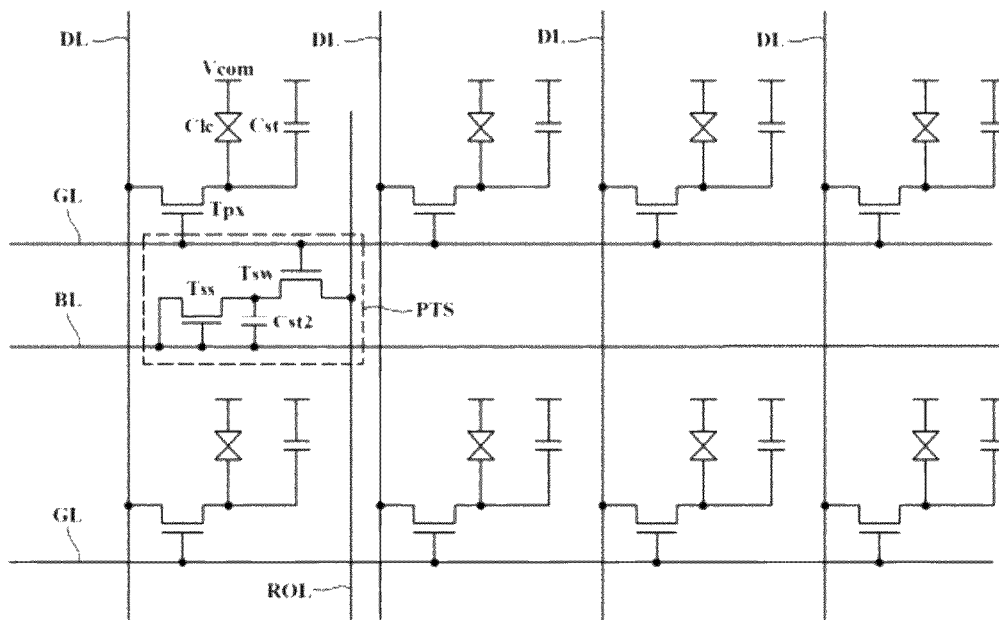 DL
DL
DL
DL
Vcom
Clc
Cst
GL
Tpx
Tsw
Tss
BL
Cst2
PTS
GL
ROL